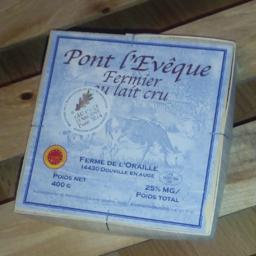 Pont l'Evêque
Fermier
au lait cru
FERME DE L'ORAILLE
14430 DOUVILLE EN AUGE
POIDS NET
400 G
25% MG/
POIDS TOTAL